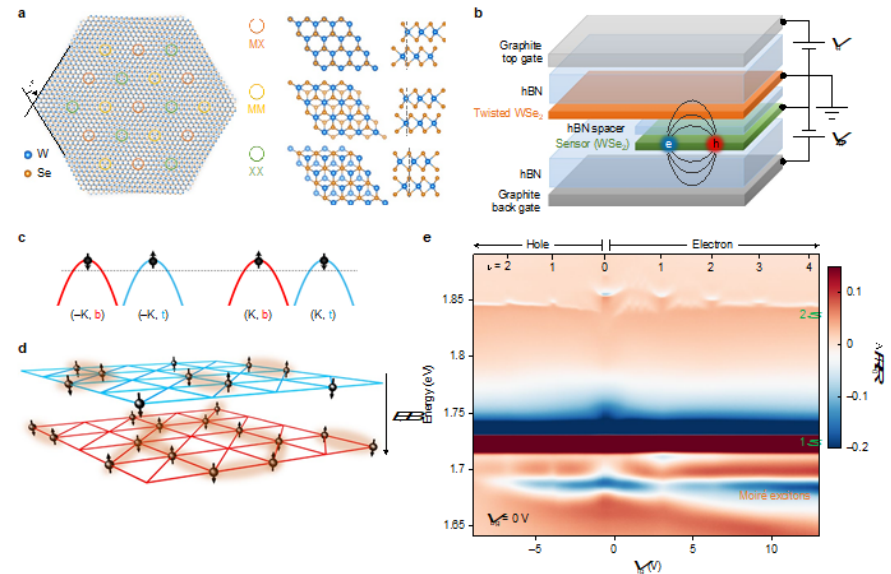 a
MX
MM
XX
W
Se
b
Graphite
top gate
hBN
Twisted WSe₂
hBN spacer
Sensor (WSe₂)
e
h
hBN
Graphite
back gate
c
(–K, b)
(–K, t)
(K, b)
(K, t)
d
e
Hole
Electron
2
0
1
1
2
3
4
Energy (eV)
1.85
1.8
1.75
1.7
1.65
2s
1s
Moiré excitons
= 0 V
–5
0
5
10
(V)
0.15
0.1
0
–0.1
–0.2